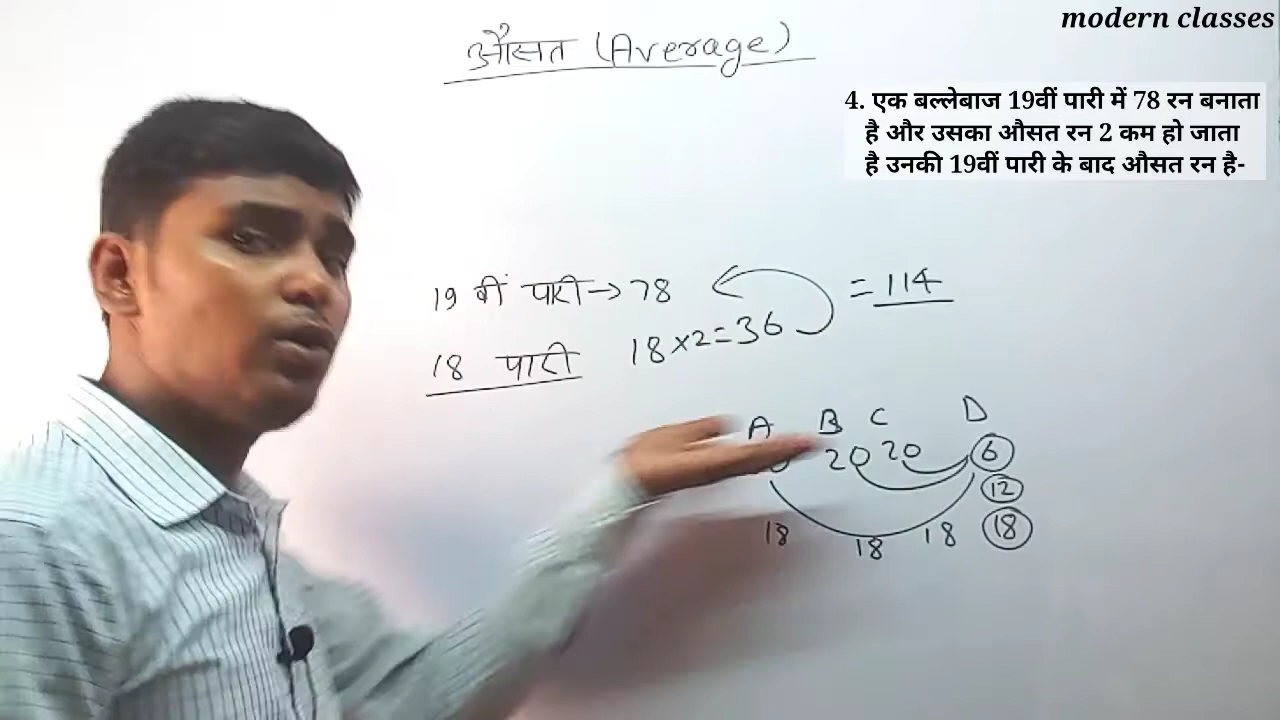 modern classes
औसत (Average)
4. एक बल्लेबाज 19वीं पारी में 78 रन बनाता
है और उसका औसत रन 2 कम हो जाता
है उनकी 19वीं पारी के बाद औसत रन है-
19 वीं पारी→78 = 114
18 पारी 18×2=36
A B C D
20 20 6
12
18 18 18 18